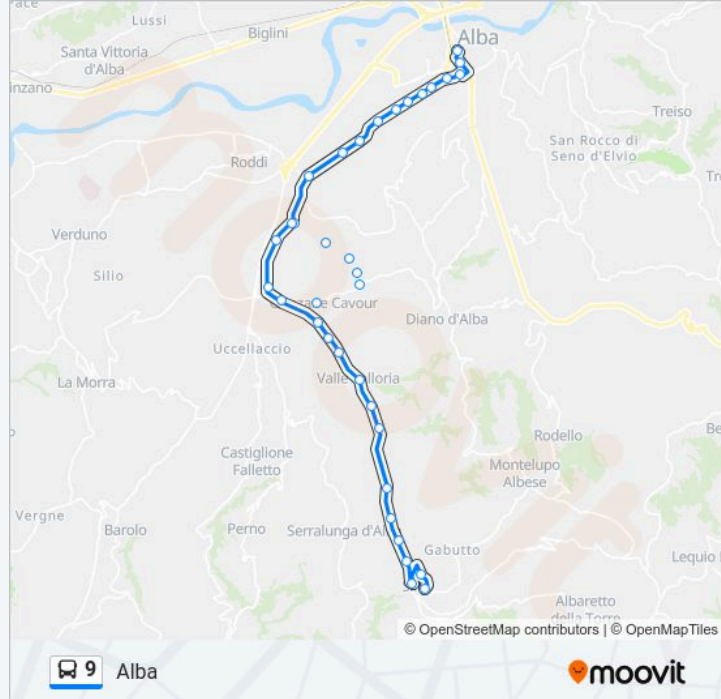 Lussi
Alba
Biglini
Santa Vittoria
d'Alba
inzano
Treiso
San Rocco di
Seno d'Elvio
Roddi
Verduno
Silio
Diano d'Alba
Uccellaccio
La Morra
Rodello
Castiglione
Falletto
Montelupo
Albese
Vergne
Barolo
Perno
Serralunga d'A
Gabutto
Lequio
Albaretto
della Torre
© OpenStreetMap contributors | © OpenMapTiles
9 Alba
moovit